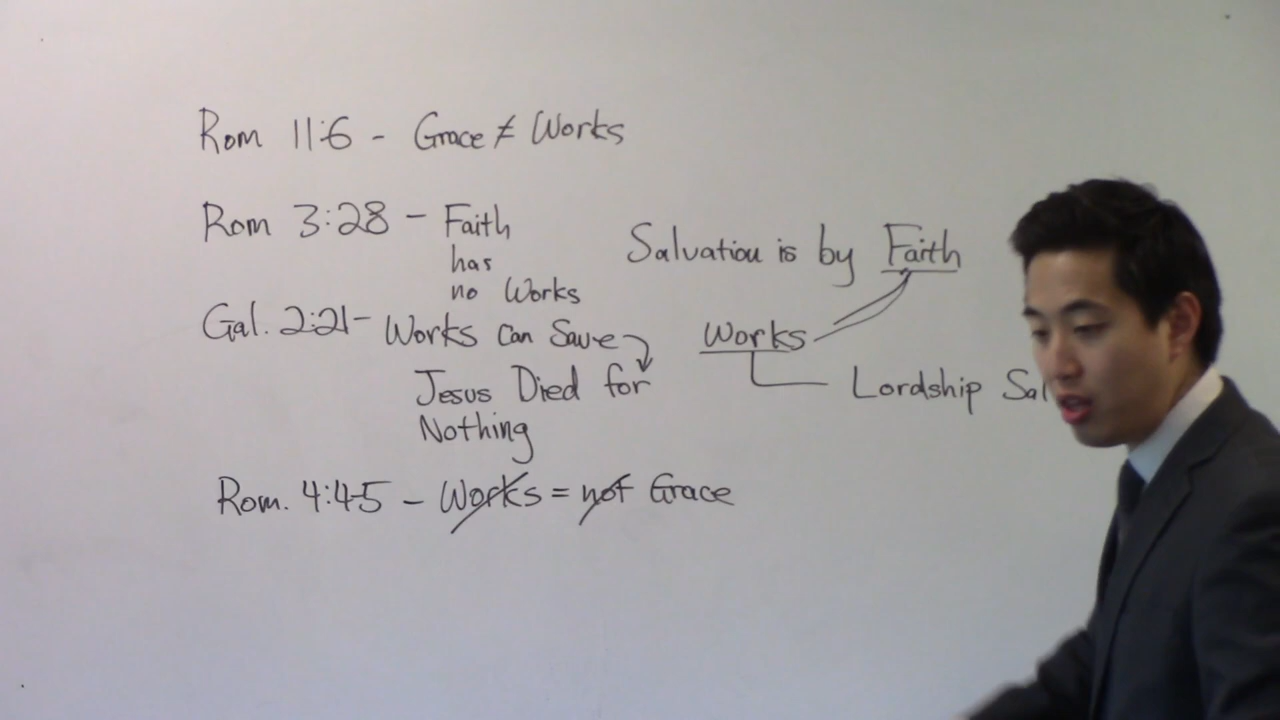 Rom 11:6 - Grace ≠ Works
Rom 3:28 - Faith
has
no Works
Gal. 2:21- Works can Save
Jesus Died for
Nothing
Rom. 4:4-5 - Works = not Grace
Salvation is by Faith
Works
Lordship